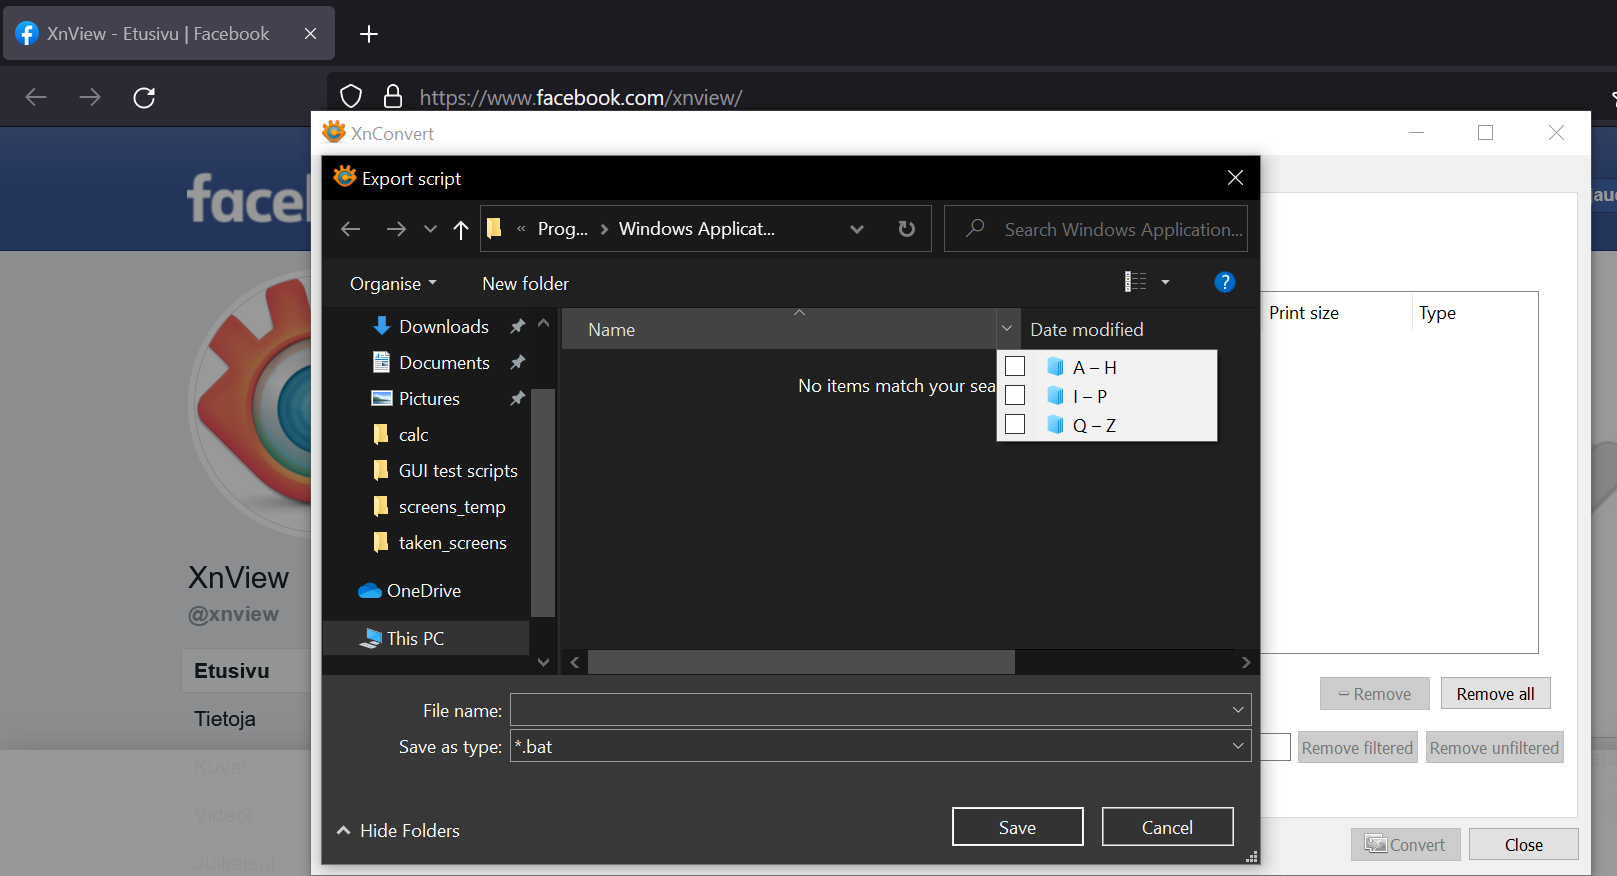 XnView - Etusivu | Facebook
https://www.facebook.com/xnview/
XnConvert
Export script
« Prog... > Windows Applicat...
Search Windows Application...
Organise
New folder
Name
Date modified
Print size
Type
Downloads
Documents
Pictures
calc
GUI test scripts
screens_temp
taken_screens
OneDrive
This PC
No items match your sea
A – H
I – P
Q – Z
XnView
@xnview
Etusivu
Tietoja
Kuvat
Videot
Julkaisut
File name:
Save as type: *.bat
Hide Folders
Save
Cancel
Remove
Remove all
Remove filtered
Remove unfiltered
Convert
Close